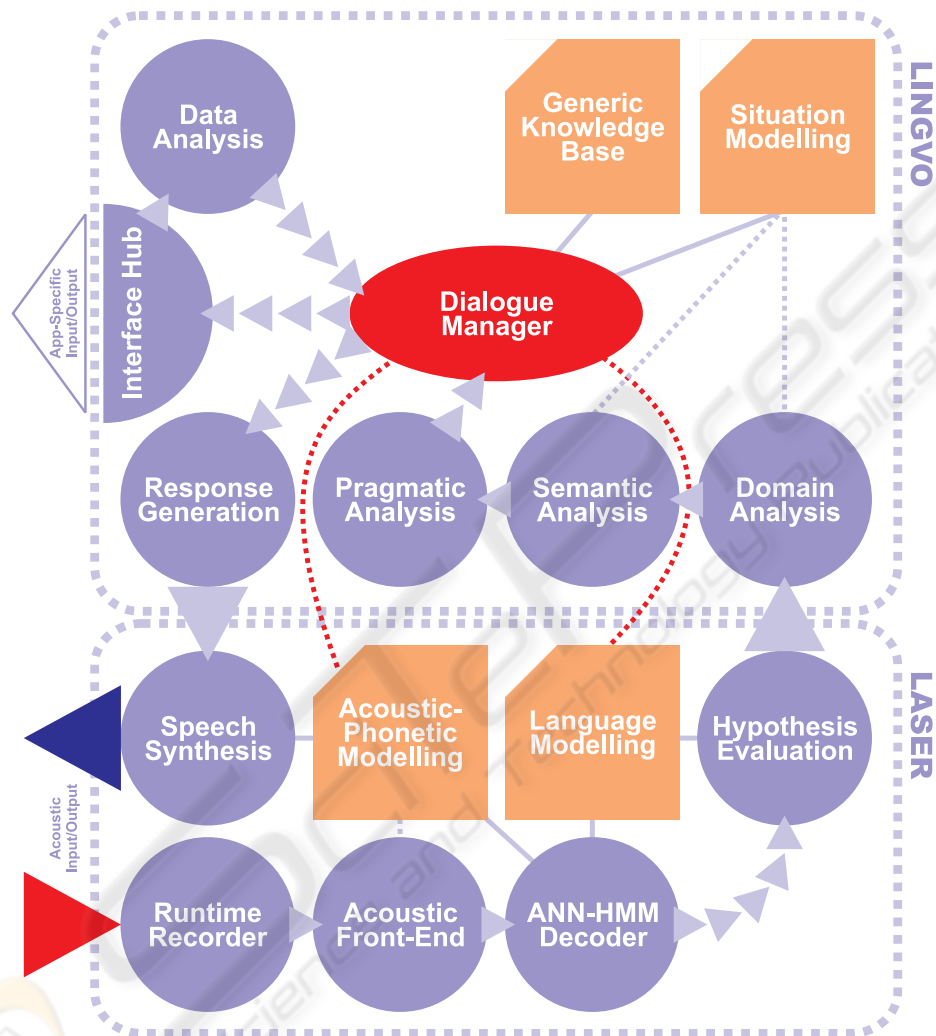 LINGVO
Data
Analysis
Generic
Knowledge
Base
Situation
Modelling
App-Specific
Input/Output
Interface Hub
Dialogue
Manager
Response
Generation
Pragmatic
Analysis
Semantic
Analysis
Domain
Analysis
LASER
Speech
Synthesis
Acoustic-
Phonetic
Modelling
Language
Modelling
Hypothesis
Evaluation
Acoustic
Input/Output
Runtime
Recorder
Acoustic
Front-End
ANN-HMM
Decoder